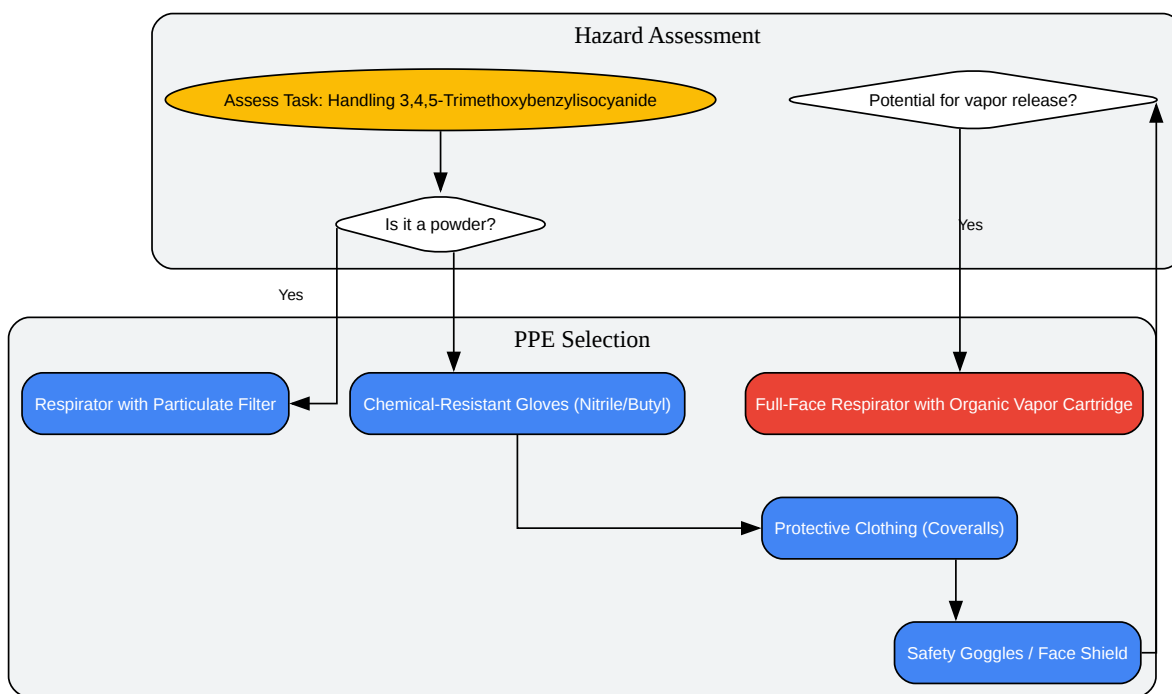 Hazard Assessment
Assess Task: Handling 3,4,5-Trimethoxybenzylisocyanide
Potential for vapor release?
Is it a powder?
Yes
Yes
PPE Selection
Respirator with Particulate Filter
Chemical-Resistant Gloves (Nitrile/Butyl)
Full-Face Respirator with Organic Vapor Cartridge
Protective Clothing (Coveralls)
Safety Goggles / Face Shield